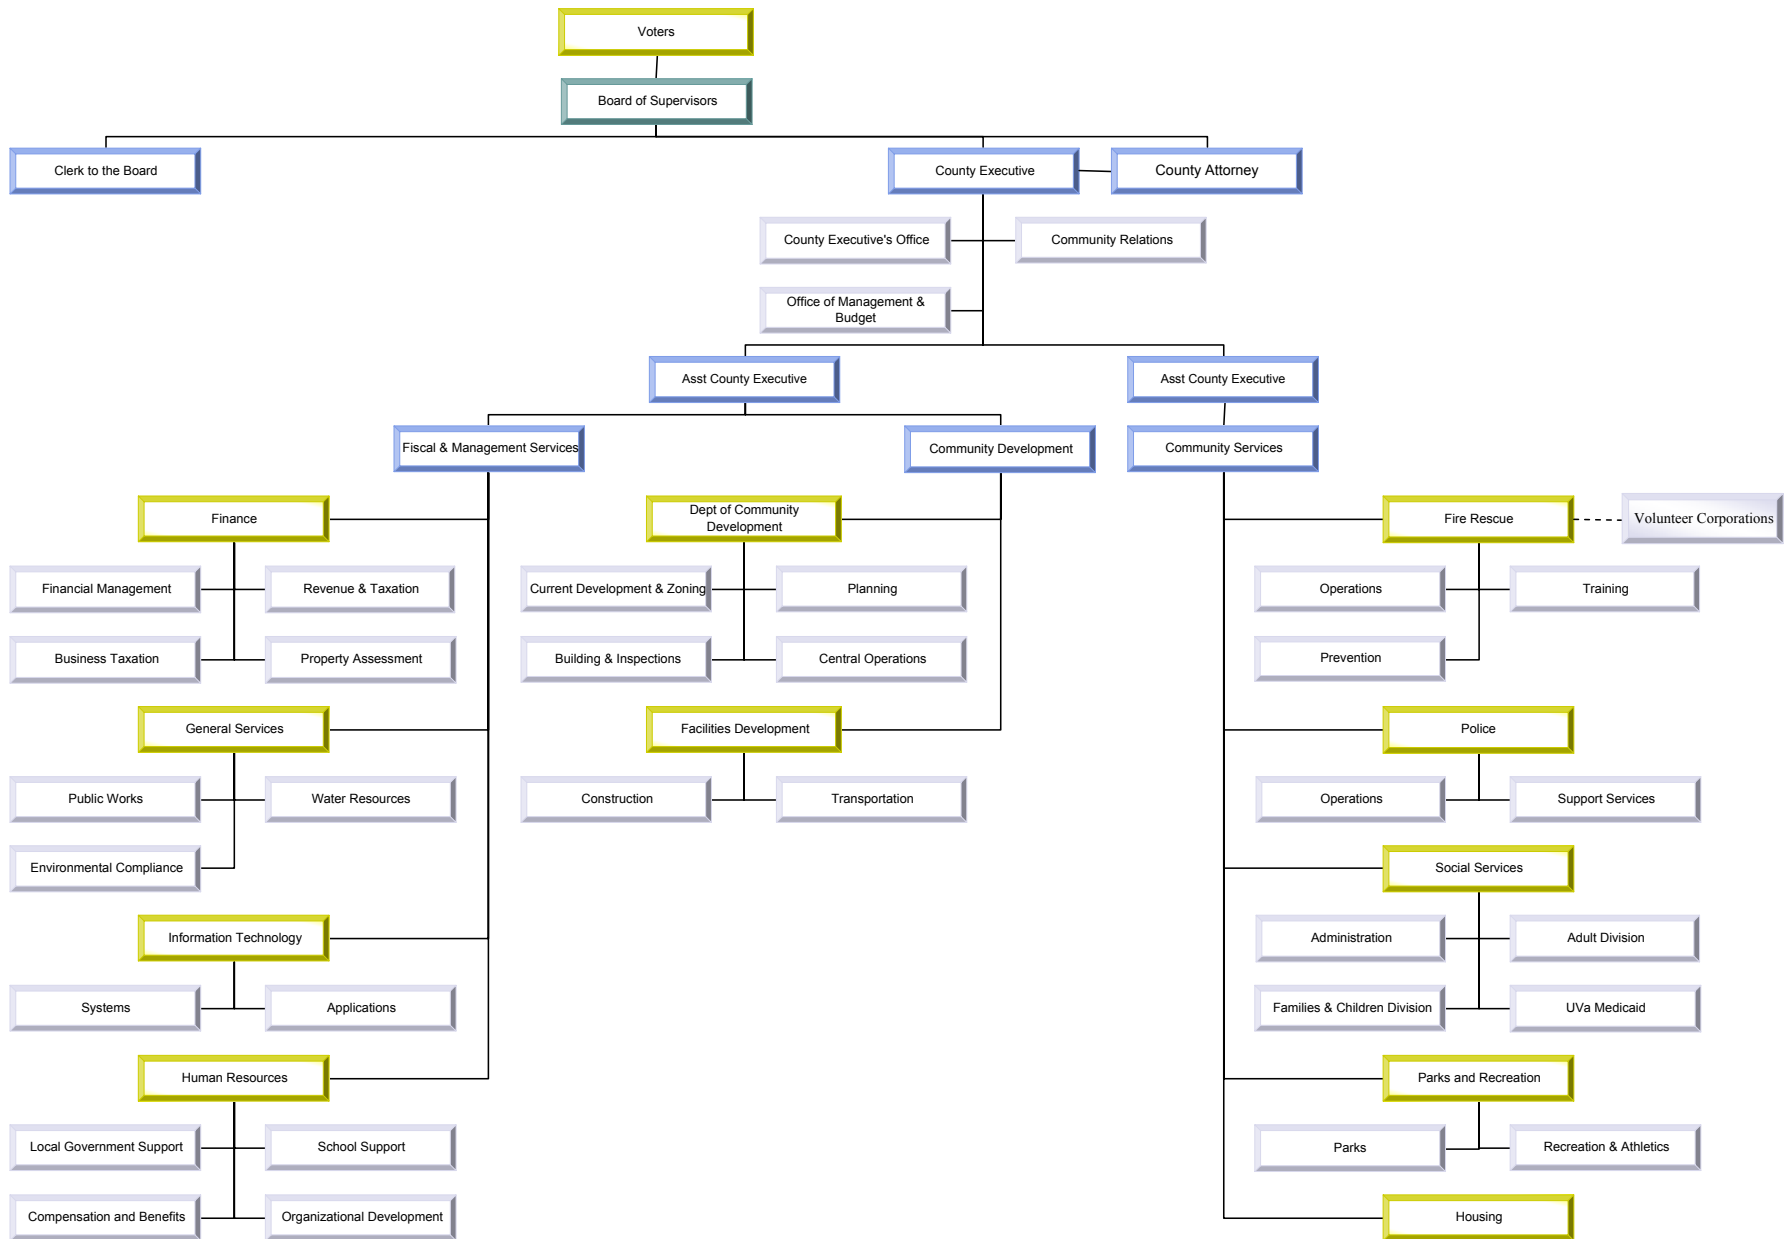 Voters
Board of Supervisors
Clerk to the Board
County Executive
County Attorney
County Executive's Office
Community Relations
Office of Management &
Budget
Asst County Executive
Asst County Executive
Fiscal & Management Services
Community Development
Community Services
Finance
Dept of Community
Development
Fire Rescue
Volunteer Corporations
Financial Management
Revenue & Taxation
Current Development & Zoning
Planning
Operations
Training
Business Taxation
Property Assessment
Building & Inspections
Central Operations
Prevention
General Services
Facilities Development
Police
Public Works
Water Resources
Construction
Transportation
Operations
Support Services
Environmental Compliance
Social Services
Information Technology
Administration
Adult Division
Systems
Applications
Families & Children Division
UVa Medicaid
Human Resources
Parks and Recreation
Local Government Support
School Support
Parks
Recreation & Athletics
Compensation and Benefits
Organizational Development
Housing